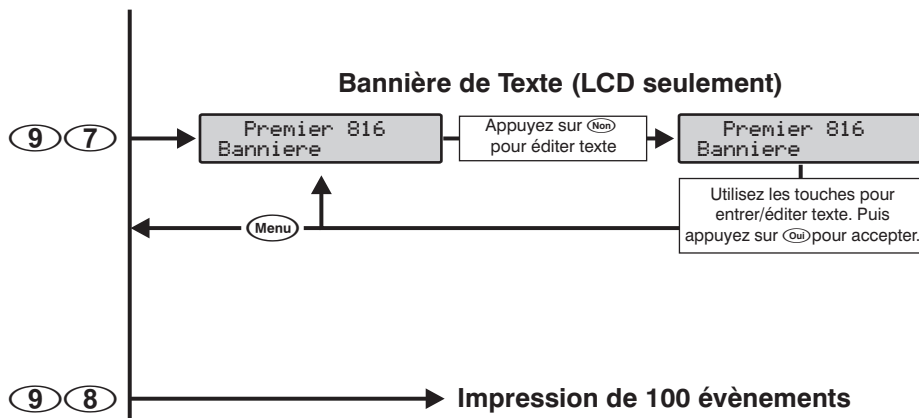 Bannière de Texte (LCD seulement)
9 7
Premier 816
Banniere
Appuyez sur Non
pour éditer texte
Premier 816
Banniere
Utilisez les touches pour
entrer/éditer texte. Puis
appuyez sur Oui pour accepter.
Menu
9 8
Impression de 100 évènements